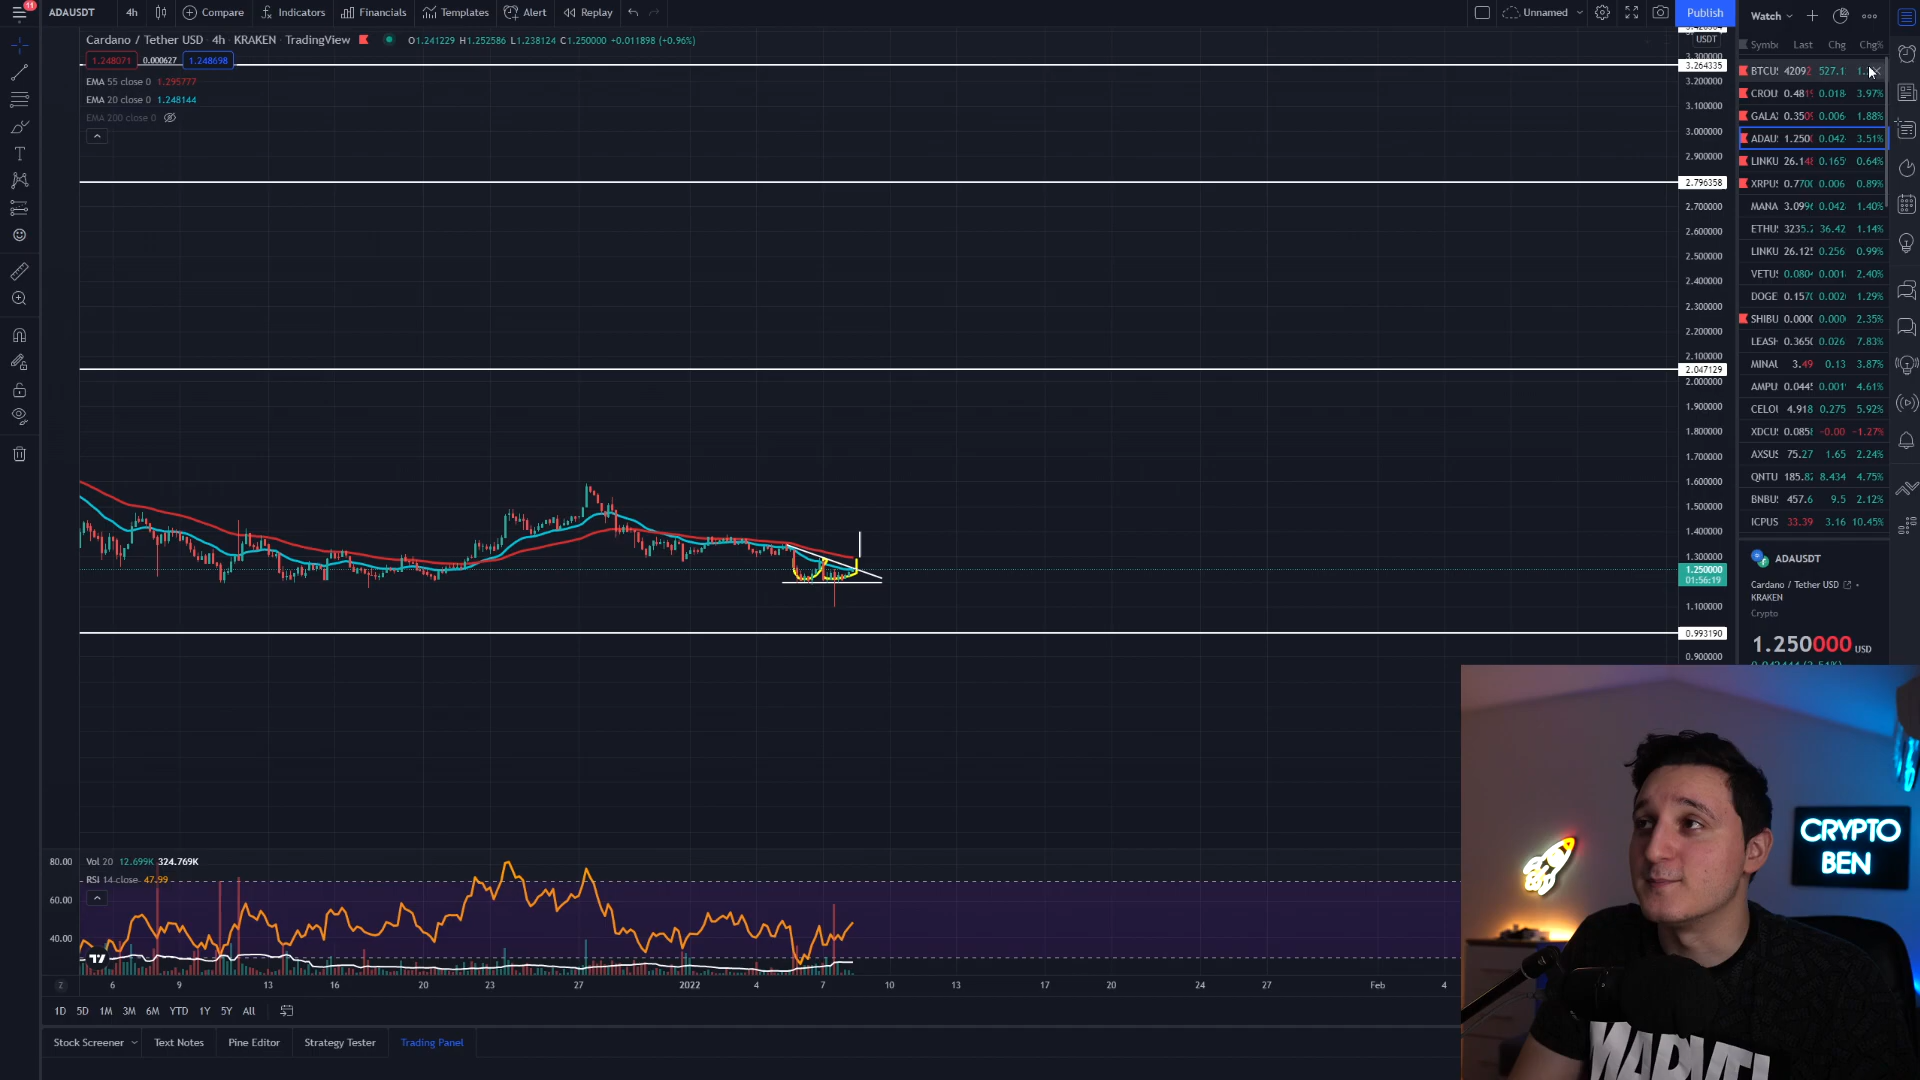 11
ADAUSDT
4h
Compare
Indicators
Financials
Templates
Alert
Replay
Unnamed
Publish
Watch
Cardano / Tether USD · 4h · KRAKEN · TradingView
O1.241229 H1.252586 L1.238124 C1.250000 +0.011898 (+0.96%)
1.248071 0.000627 1.248698
EMA 55 close 0 1.295777
EMA 20 close 0 1.248144
EMA 200 close 0
USDT
3.264335
3.200000
3.100000
3.000000
2.900000
2.796358
2.700000
2.600000
2.500000
2.400000
2.300000
2.200000
2.100000
2.047129
2.000000
1.900000
1.800000
1.700000
1.600000
1.500000
1.400000
1.300000
1.250000
01:56:19
1.100000
0.993190
0.900000
Last Chg Chg%
BTCU 42092 527.1
CROU 0.4819 0.018 3.97%
GALA 0.350 0.006 1.88%
ADAU 1.250 0.042 3.51%
LINKU 26.148 0.165 0.64%
XRPU 0.770 0.006 0.89%
MANA 3.099 0.042 1.40%
ETHU 3235.2 36.42 1.14%
LINKU 26.125 0.256 0.99%
VETU 0.080 0.001 2.40%
DOGE 0.157 0.002 1.29%
SHIBU 0.000 0.000 2.35%
LEASH 0.365 0.026 7.83%
MINAU 3.49 0.13 3.87%
AMPU 0.044 0.001 4.61%
CELO 4.918 0.275 5.92%
XDCU 0.085 -0.00 -1.27%
AXSUS 75.27 1.65 2.24%
QNTU 185.82 8.434 4.75%
BNBU 457.6 9.5 2.12%
ICPUS 33.39 3.16 10.45%
ADAUSDT
Cardano / Tether USD
KRAKEN
Crypto
1.250000 USD
CRYPTO
BEN
MARVEL
Vol 20 12.699K 324.769K
RSI 14 close 47.99
80.00
60.00
40.00
6 9 13 16 20 23 27 2022 4 7 10 13 17 20 24 27 Feb 4
1D 5D 1M 3M 6M YTD 1Y 5Y All
Stock Screener Text Notes Pine Editor Strategy Tester Trading Panel